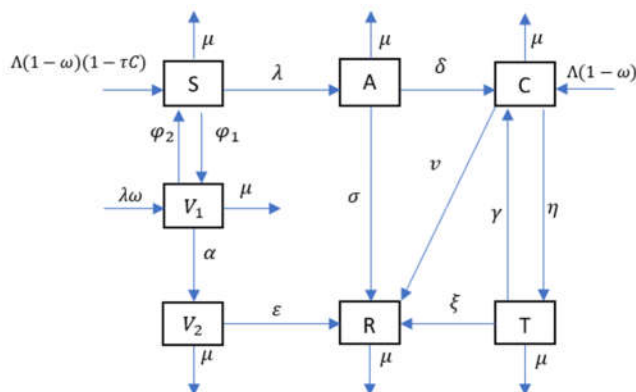 μ μ μ
Λ(1−ω)(1−τC) S λ A δ C Λ(1−ω)
φ₂ φ₁ σ ν γ η
λω V₁ μ
α
V₂ ε R ξ T
μ μ μ